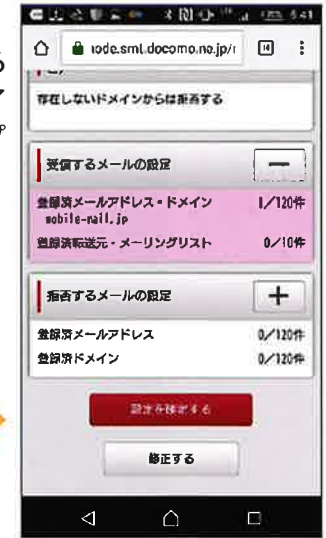 5:41
iode.sml.docomo.ne.jp/r
14
存在しないドメインからは拒否する
受信するメールの設定
登録済メールアドレス・ドメイン 1/120件
mobile-mail.jp
登録済転送元・メーリングリスト 0/10件
拒否するメールの設定
登録済メールアドレス 0/120件
登録済ドメイン 0/120件
設定を確定する
修正する